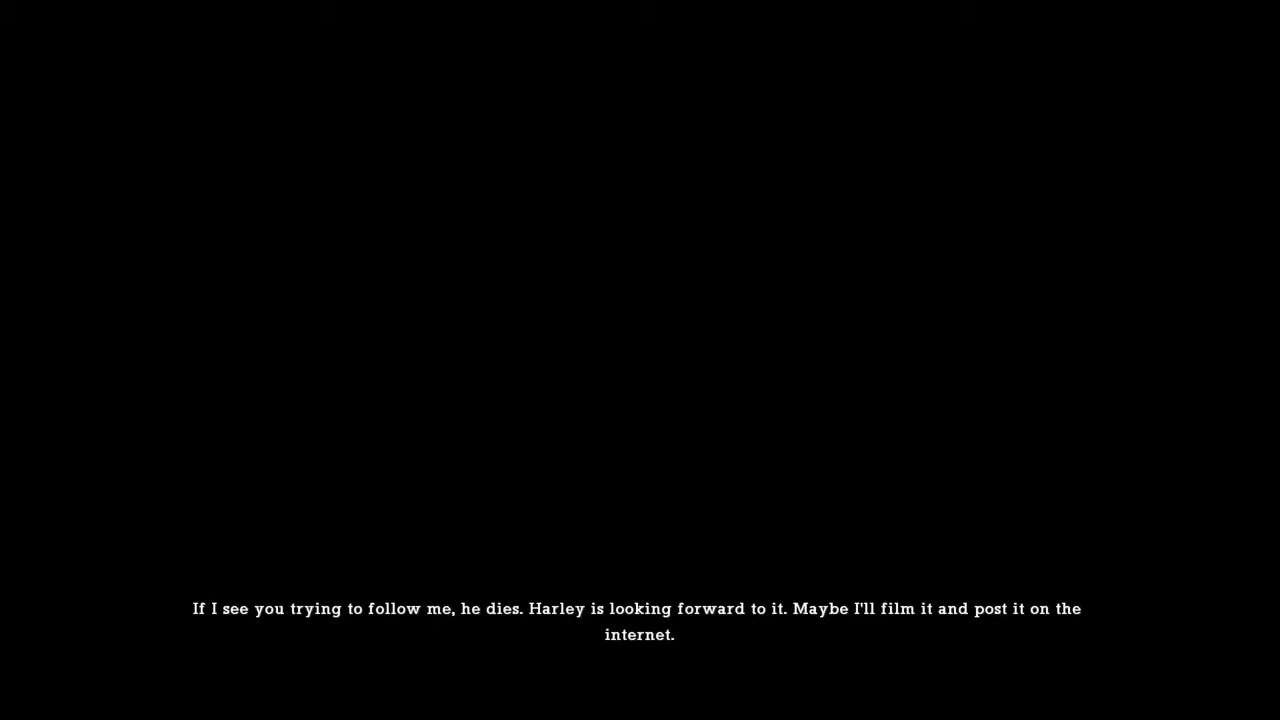 If I see you trying to follow me, he dies. Harley is looking forward to it. Maybe I'll film it and post it on the
internet.